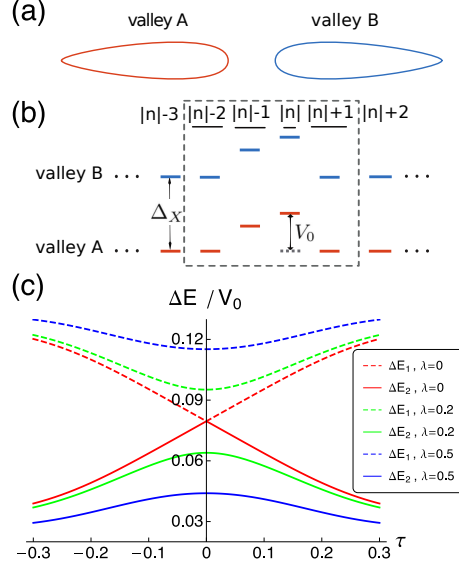 (a)
valley A
valley B
(b)
|n|-3 |n|-2 |n|-1 |n| |n|+1 |n|+2
valley B ... ...
Δ_X
V_0
valley A ... ...
(c)
ΔE / V_0
0.12
0.09
0.06
0.03
-0.3 -0.2 -0.1 0 0.1 0.2 0.3 τ
ΔE_1 , λ=0
ΔE_2 , λ=0
ΔE_1 , λ=0.2
ΔE_2 , λ=0.2
ΔE_1 , λ=0.5
ΔE_2 , λ=0.5